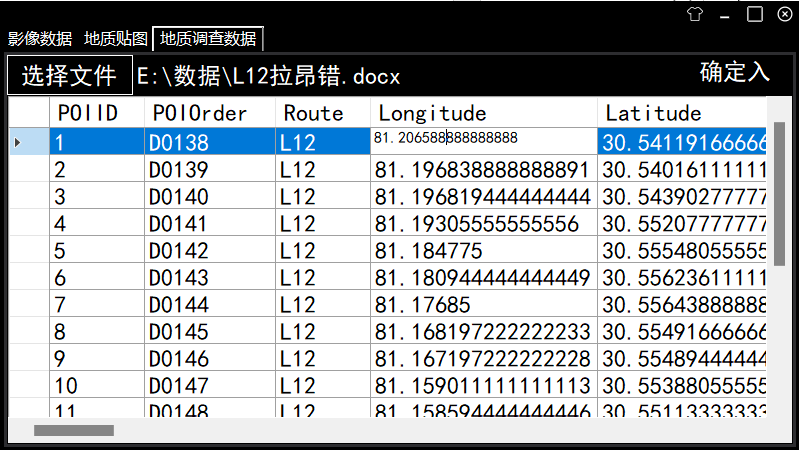 影像数据 地质贴图 地质调查数据
选择文件 E:\数据\L12拉昂错.docx 确定入
POIID POIOrder Route Longitude Latitude
1 D0138 L12 81.206588888888888 30.54119166666
2 D0139 L12 81.196838888888891 30.54016111111
3 D0140 L12 81.196819444444444 30.54390277777
4 D0141 L12 81.19305555555556 30.55207777777
5 D0142 L12 81.184775 30.55548055555
6 D0143 L12 81.180944444444449 30.55623611111
7 D0144 L12 81.17685 30.55643888888
8 D0145 L12 81.168197222222233 30.55491666666
9 D0146 L12 81.167197222222228 30.55489444444
10 D0147 L12 81.159011111111113 30.55388055555
11 D0148 L12 81.158594444444446 30.55113333333